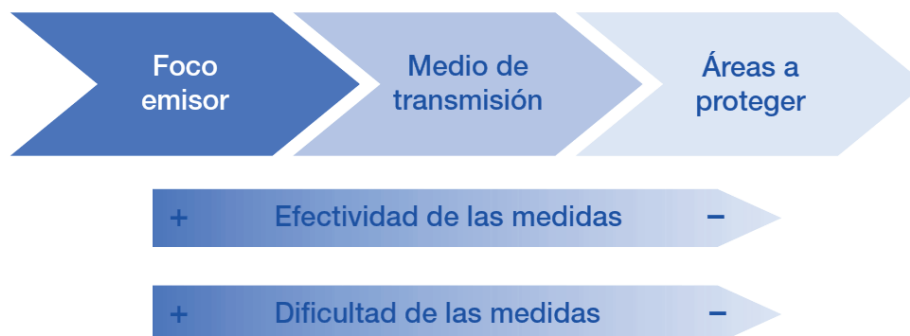 Foco
emisor
Medio de
transmisión
Áreas a
proteger
+ Efectividad de las medidas −
+ Dificultad de las medidas −